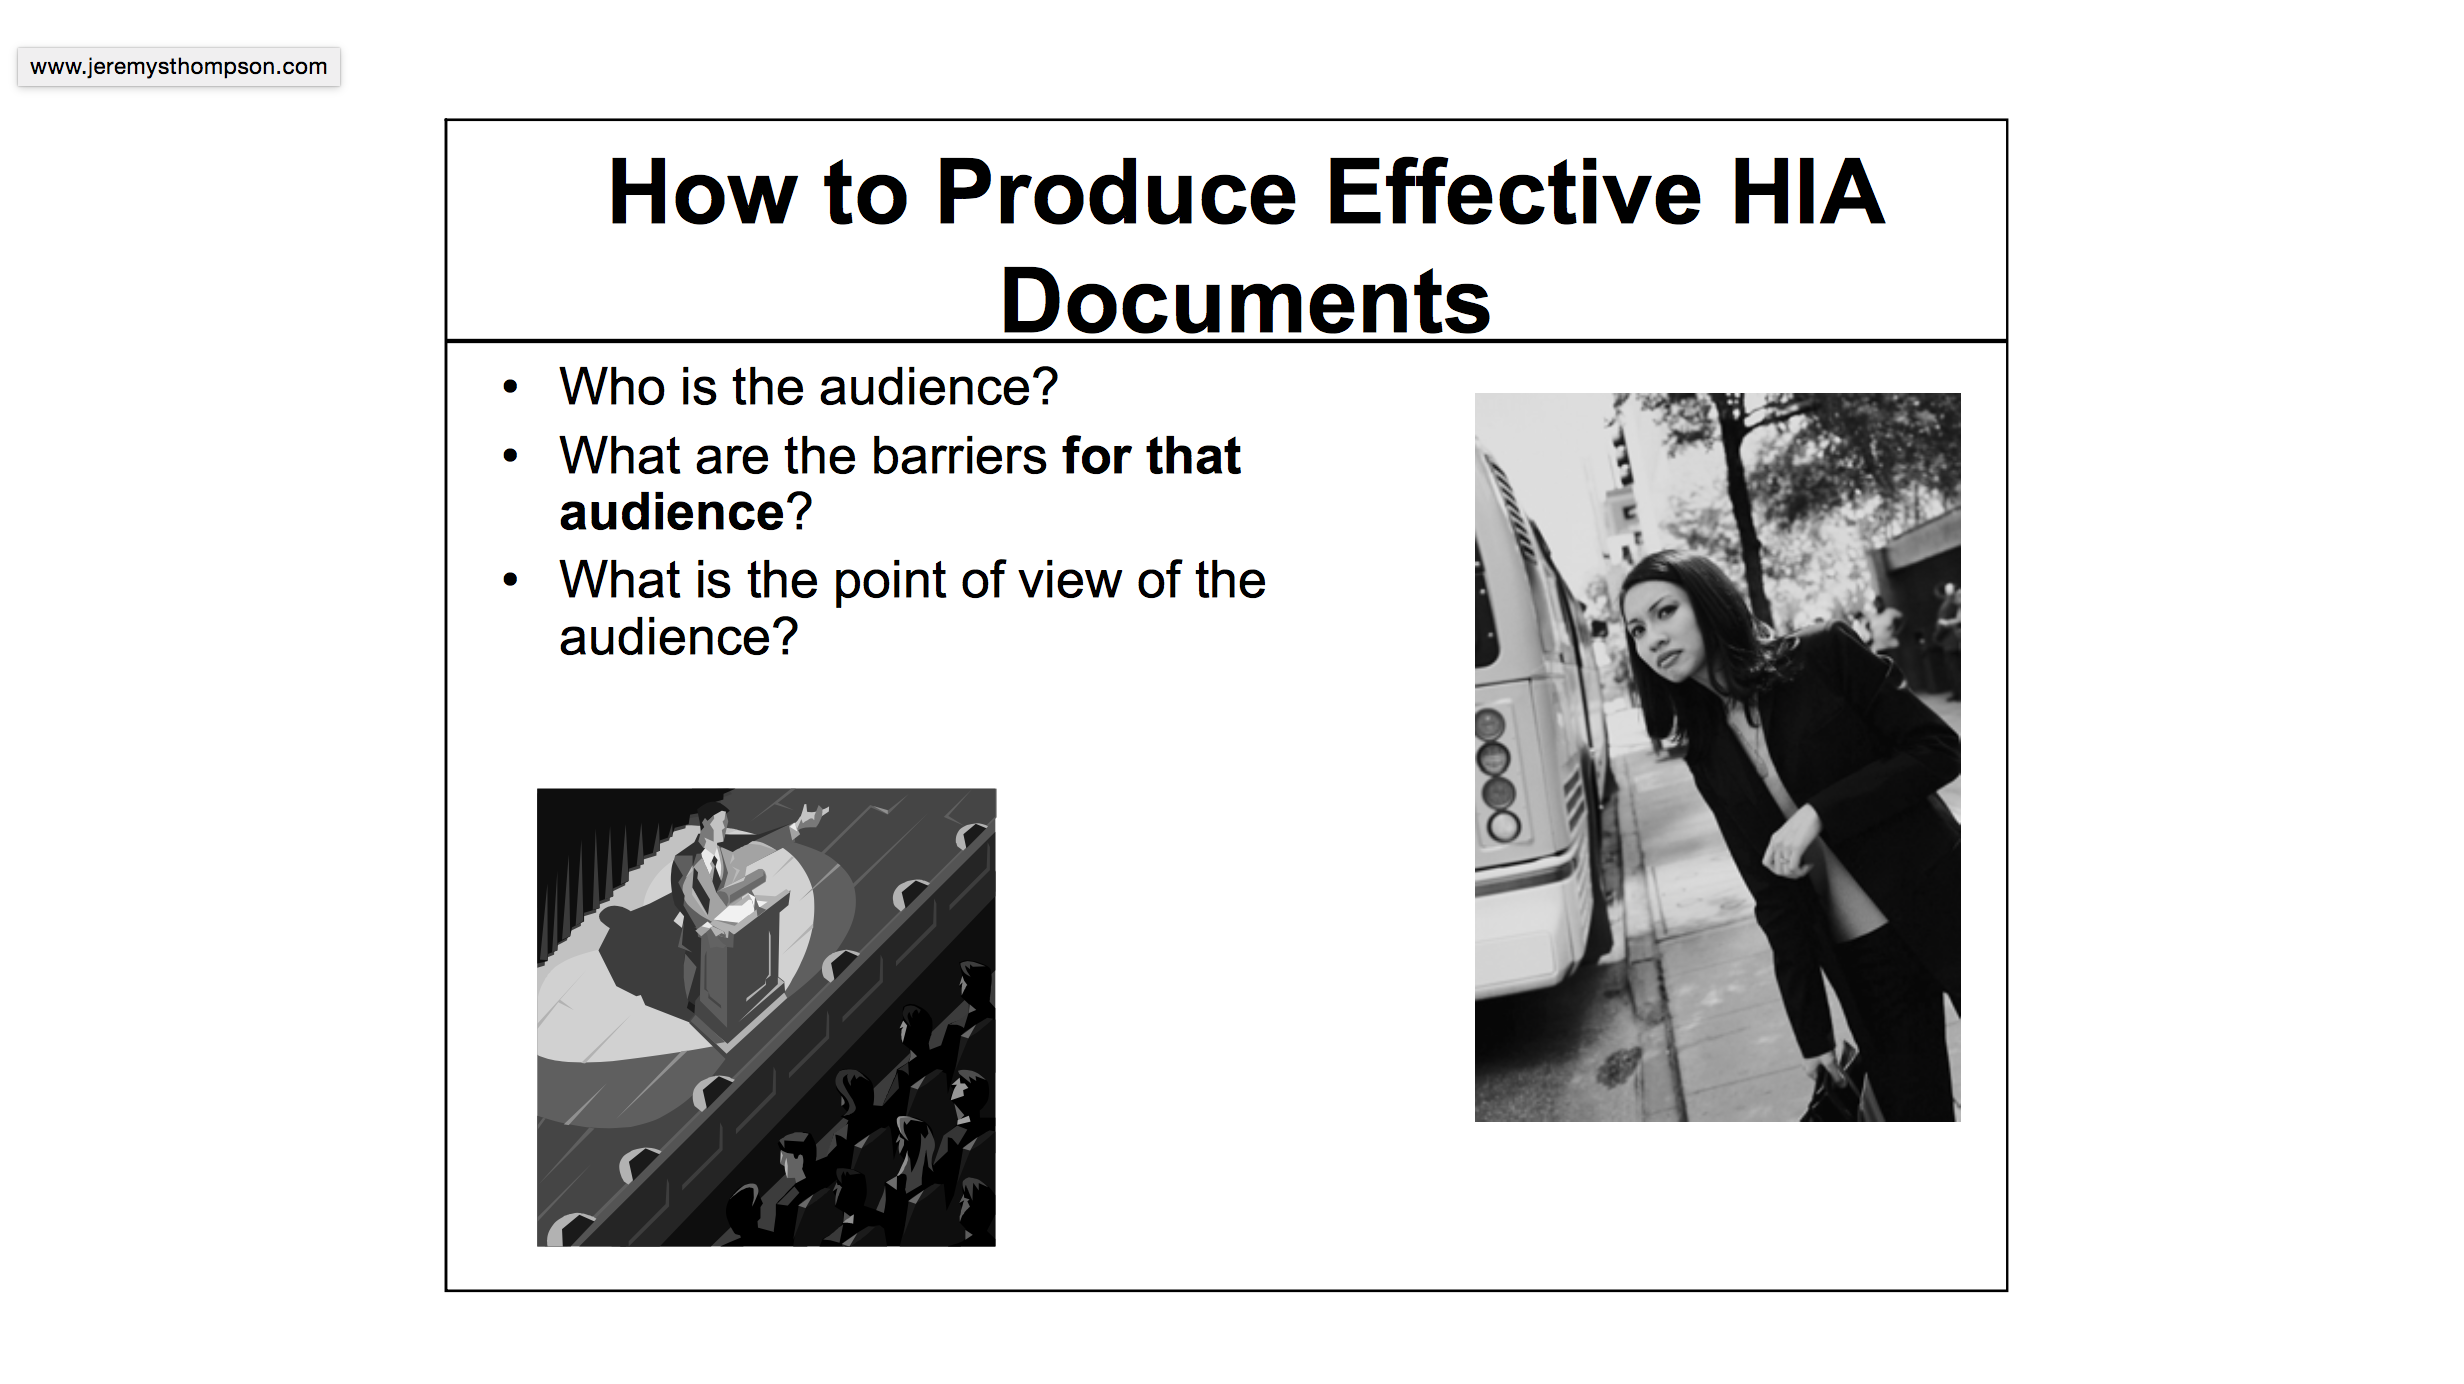 www.jeremysthompson.com
How to Produce Effective HIA
Documents
• Who is the audience?
• What are the barriers for that
audience?
• What is the point of view of the
audience?